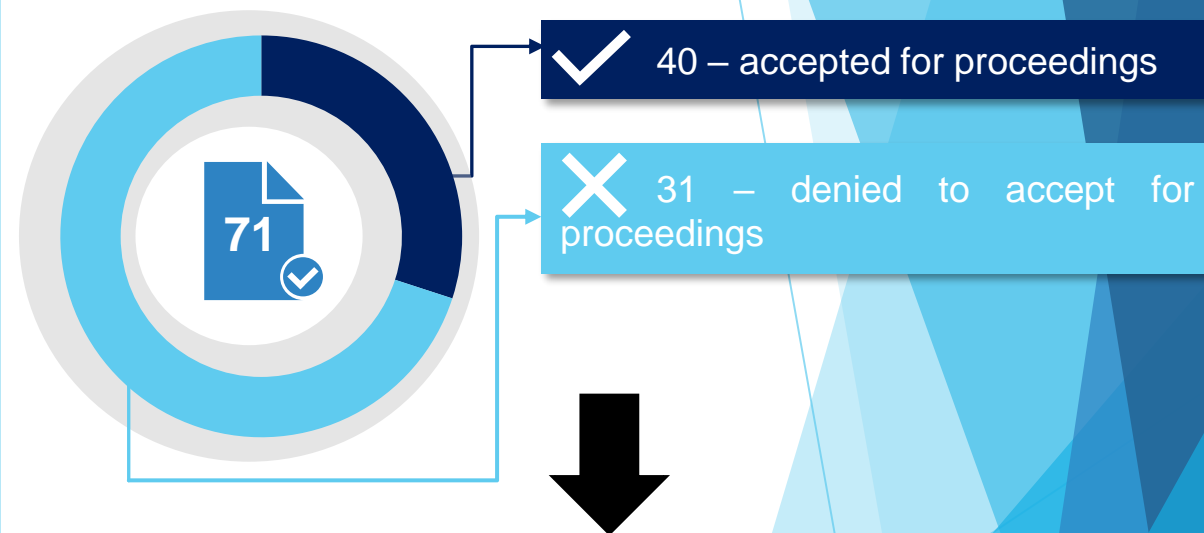 40 – accepted for proceedings
71
31 – denied to accept for
proceedings